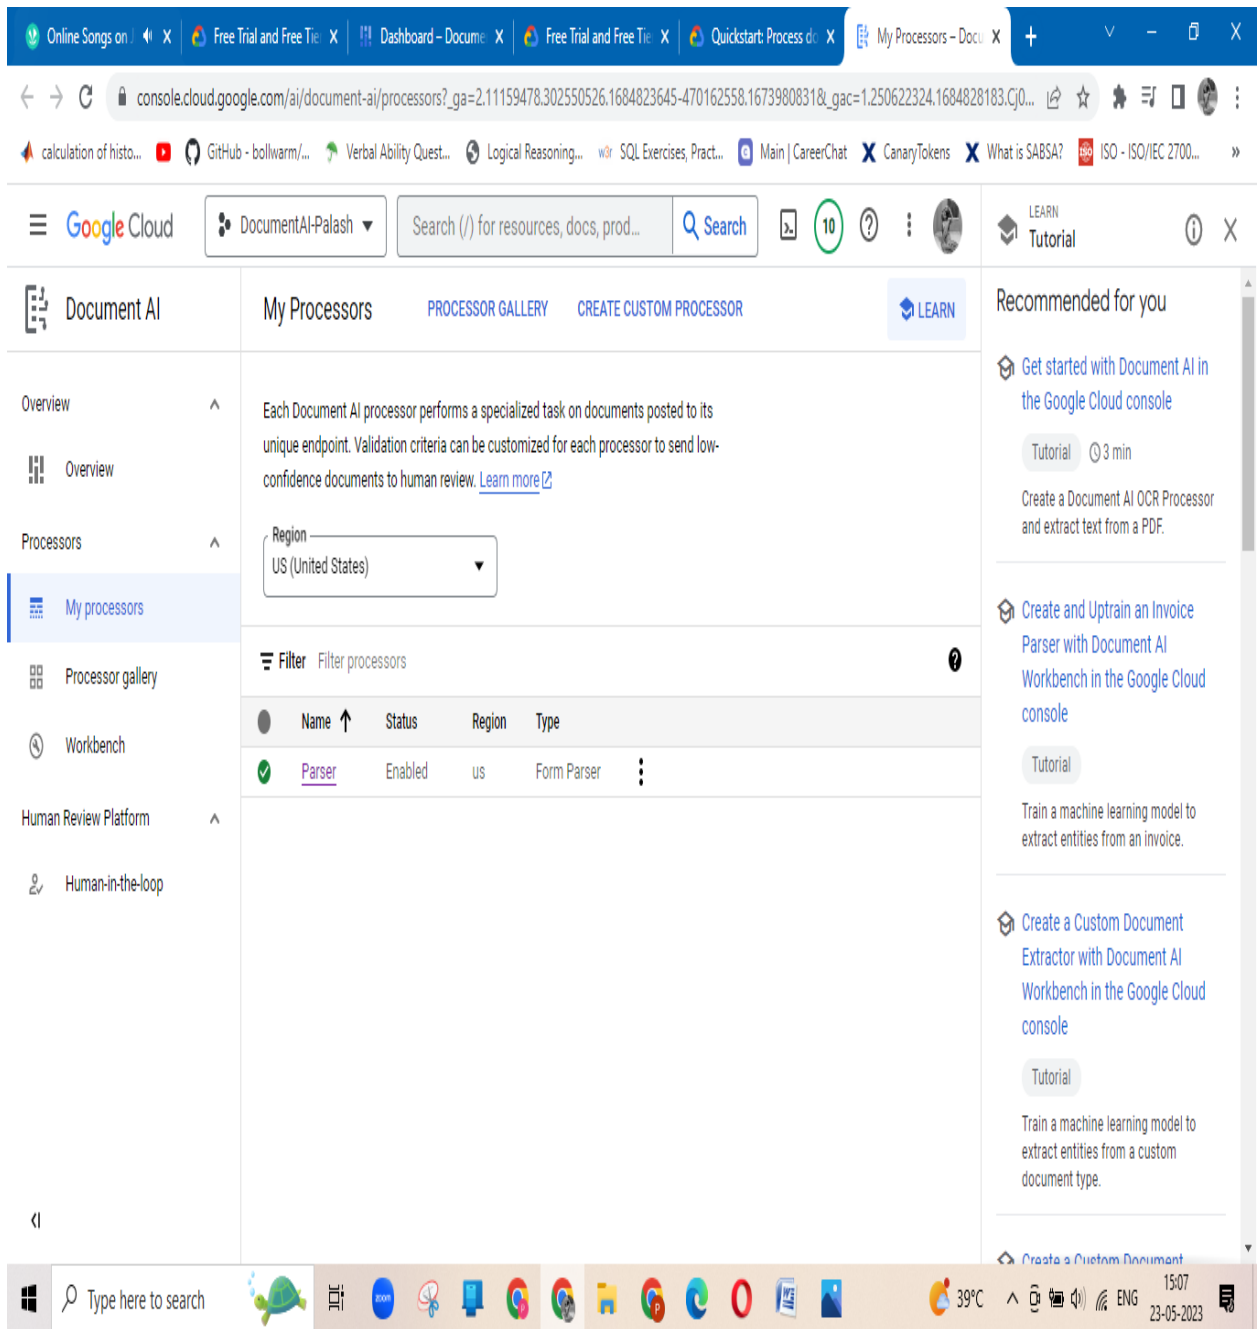 Online Songs on J
Free Trial and Free Tie
Dashboard – Docume
Free Trial and Free Tie
Quickstart: Process do
My Processors – Docu
console.cloud.google.com/ai/document-ai/processors?_ga=2.11159478.302550526.1684823645-470162558.1673980831&_gac=1.250622324.1684828183.Cj0...
calculation of histo...
GitHub - bollwarm/...
Verbal Ability Quest...
Logical Reasoning...
w3r SQL Exercises, Pract...
Main | CareerChat
CanaryTokens
What is SABSA?
ISO - ISO/IEC 2700...
»
Google Cloud
DocumentAI-Palash
Search (/) for resources, docs, prod...
Search
10
LEARN
Tutorial
Document AI
My Processors
PROCESSOR GALLERY
CREATE CUSTOM PROCESSOR
LEARN
Overview
Overview
Processors
My processors
Processor gallery
Workbench
Human Review Platform
Human-in-the-loop
Each Document AI processor performs a specialized task on documents posted to its
unique endpoint. Validation criteria can be customized for each processor to send low-
confidence documents to human review. Learn more
Region
US (United States)
Filter Filter processors
Name Status Region Type
Parser Enabled us Form Parser
Recommended for you
Get started with Document AI in
the Google Cloud console
Tutorial 3 min
Create a Document AI OCR Processor
and extract text from a PDF.
Create and Uptrain an Invoice
Parser with Document AI
Workbench in the Google Cloud
console
Tutorial
Train a machine learning model to
extract entities from an invoice.
Create a Custom Document
Extractor with Document AI
Workbench in the Google Cloud
console
Tutorial
Train a machine learning model to
extract entities from a custom
document type.
Create a Custom Document
Type here to search
zoom
39°C
ENG
15:07
23-05-2023